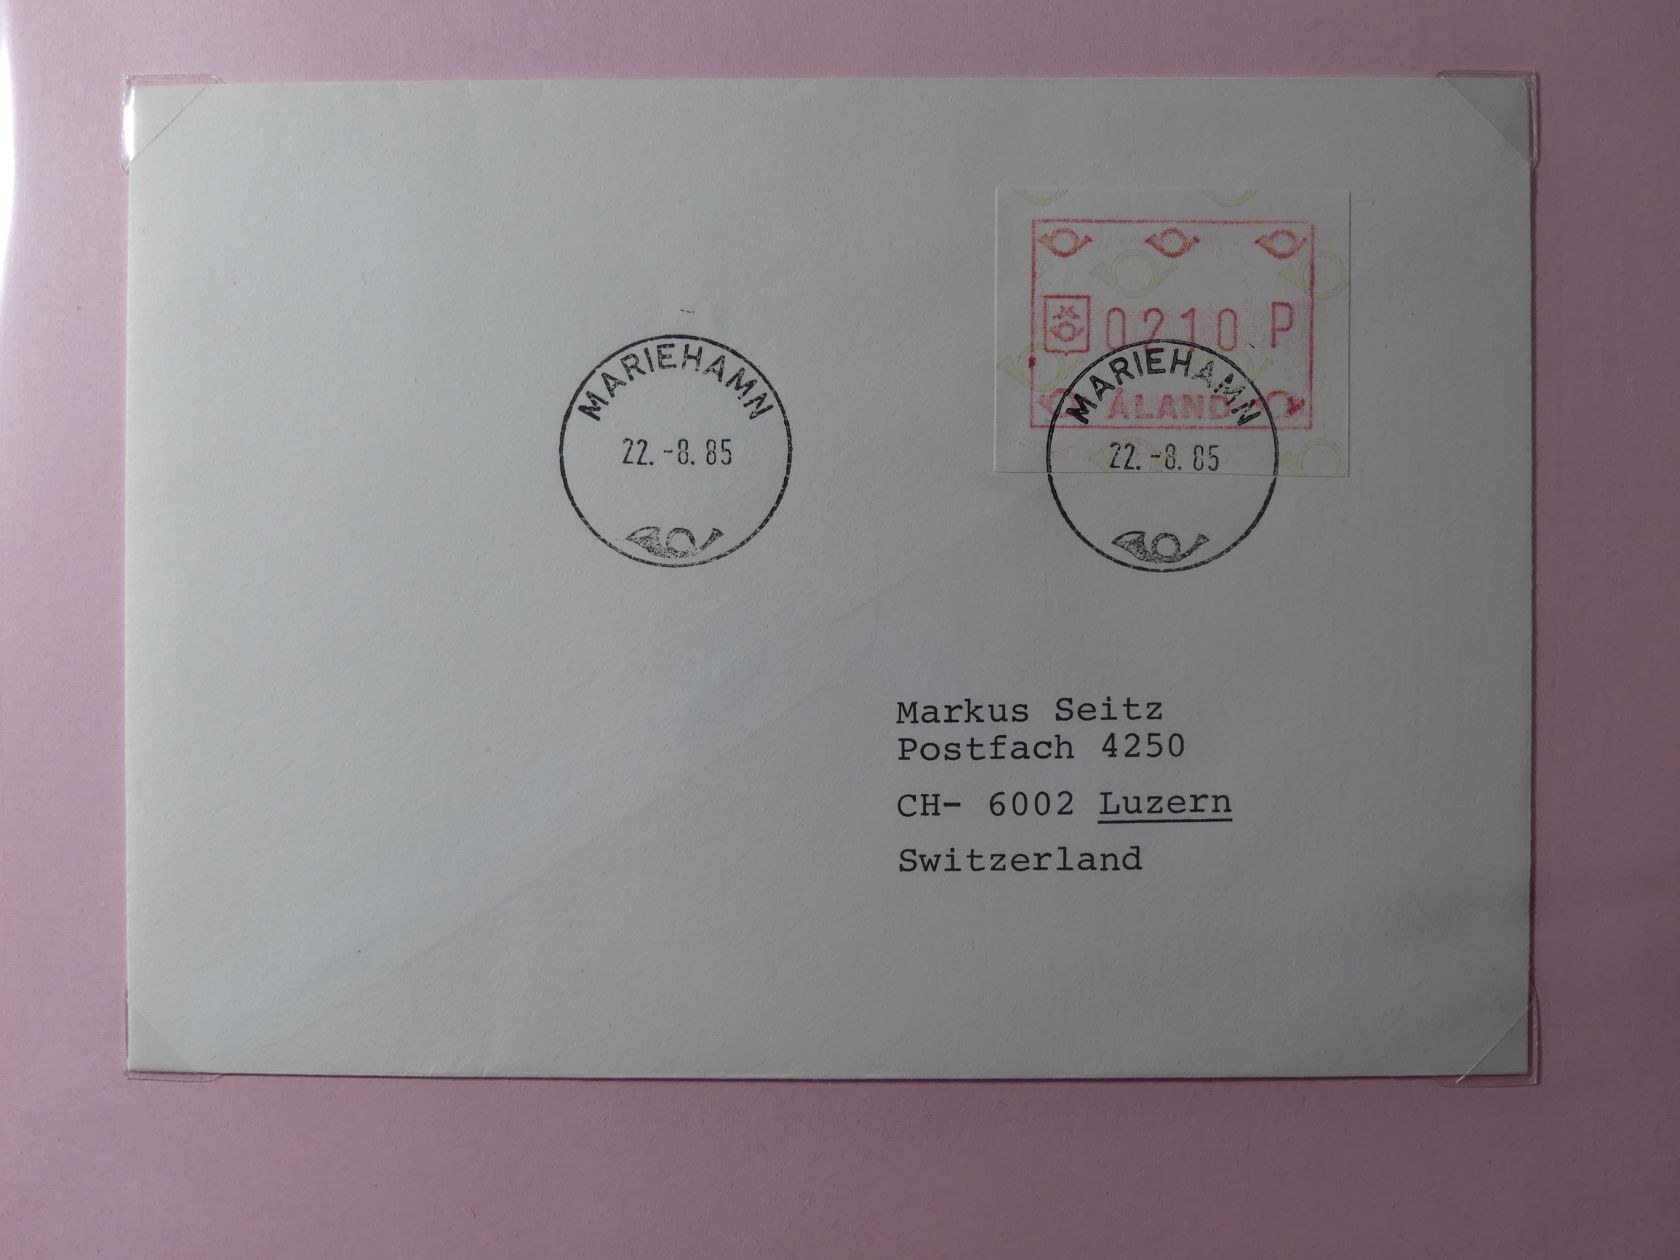 0210 P
ÅLAND
MARIEHAMN
22. -8. 85
MARIEHAMN
22. -8. 85
Markus Seitz
Postfach 4250
CH- 6002 Luzern
Switzerland